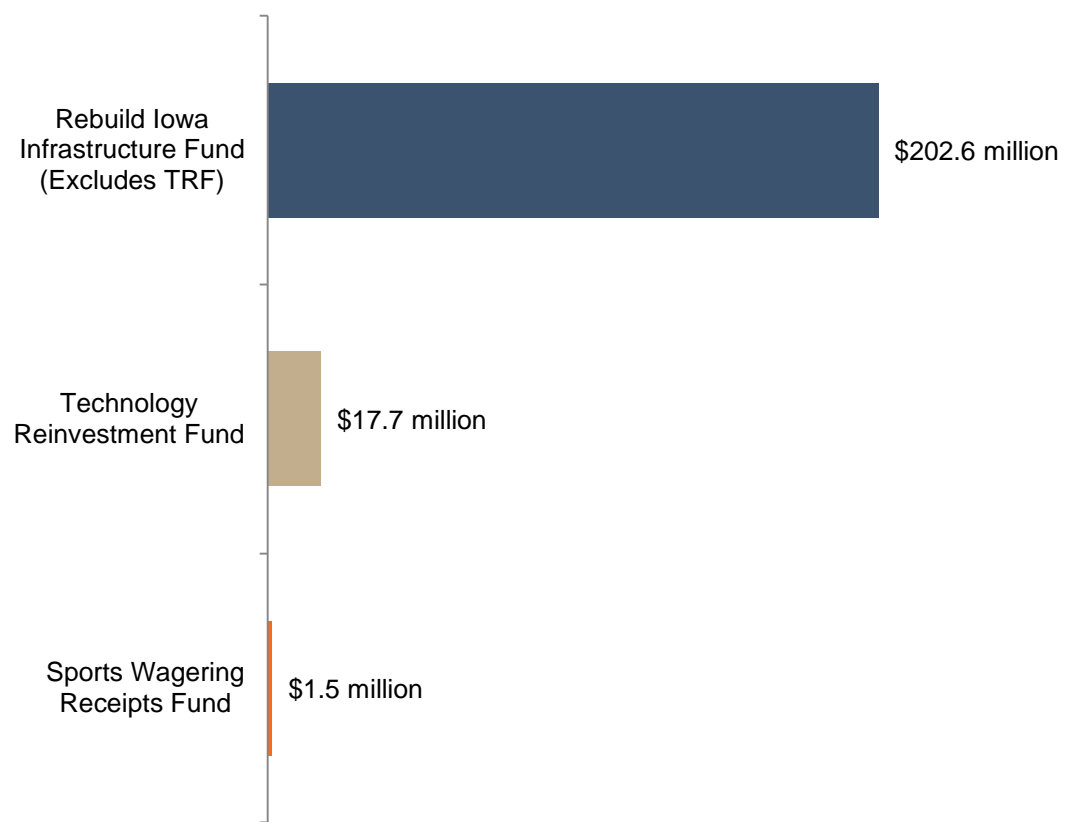 Rebuild Iowa
Infrastructure Fund
(Excludes TRF)
$202.6 million
Technology
Reinvestment Fund
$17.7 million
Sports Wagering
Receipts Fund
$1.5 million